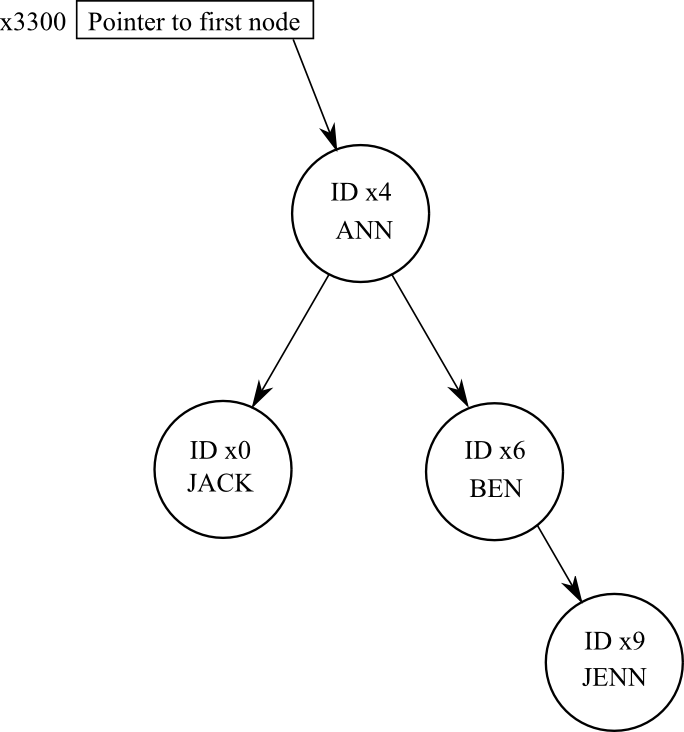 x3300 Pointer to first node
ID x4
ANN
ID x0
JACK
ID x6
BEN
ID x9
JENN